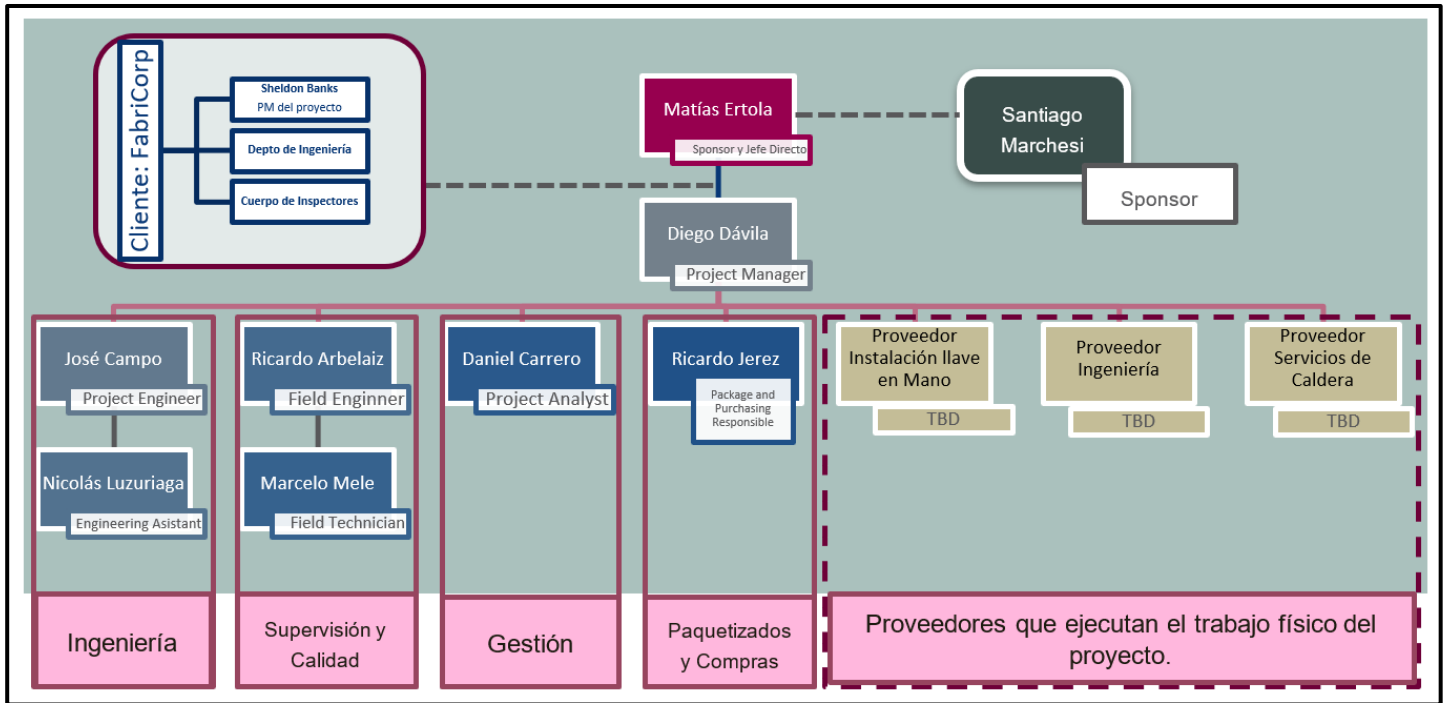 Cliente: FabriCorp
Sheldon Banks
PM del proyecto
Depto de Ingeniería
Cuerpo de Inspectores
Matías Ertola
Sponsor y Jefe Directo
Santiago
Marchesi
Sponsor
Diego Dávila
Project Manager
José Campo
Project Engineer
Nicolás Luzuriaga
Engineering Asistant
Ricardo Arbelaiz
Field Enginner
Marcelo Mele
Field Technician
Daniel Carrero
Project Analyst
Ricardo Jerez
Package and
Purchasing
Responsible
Proveedor
Instalación llave
en Mano
TBD
Proveedor
Ingeniería
TBD
Proveedor
Servicios de
Caldera
TBD
Ingeniería
Supervisión y
Calidad
Gestión
Paquetizados
y Compras
Proveedores que ejecutan el trabajo físico del
proyecto.